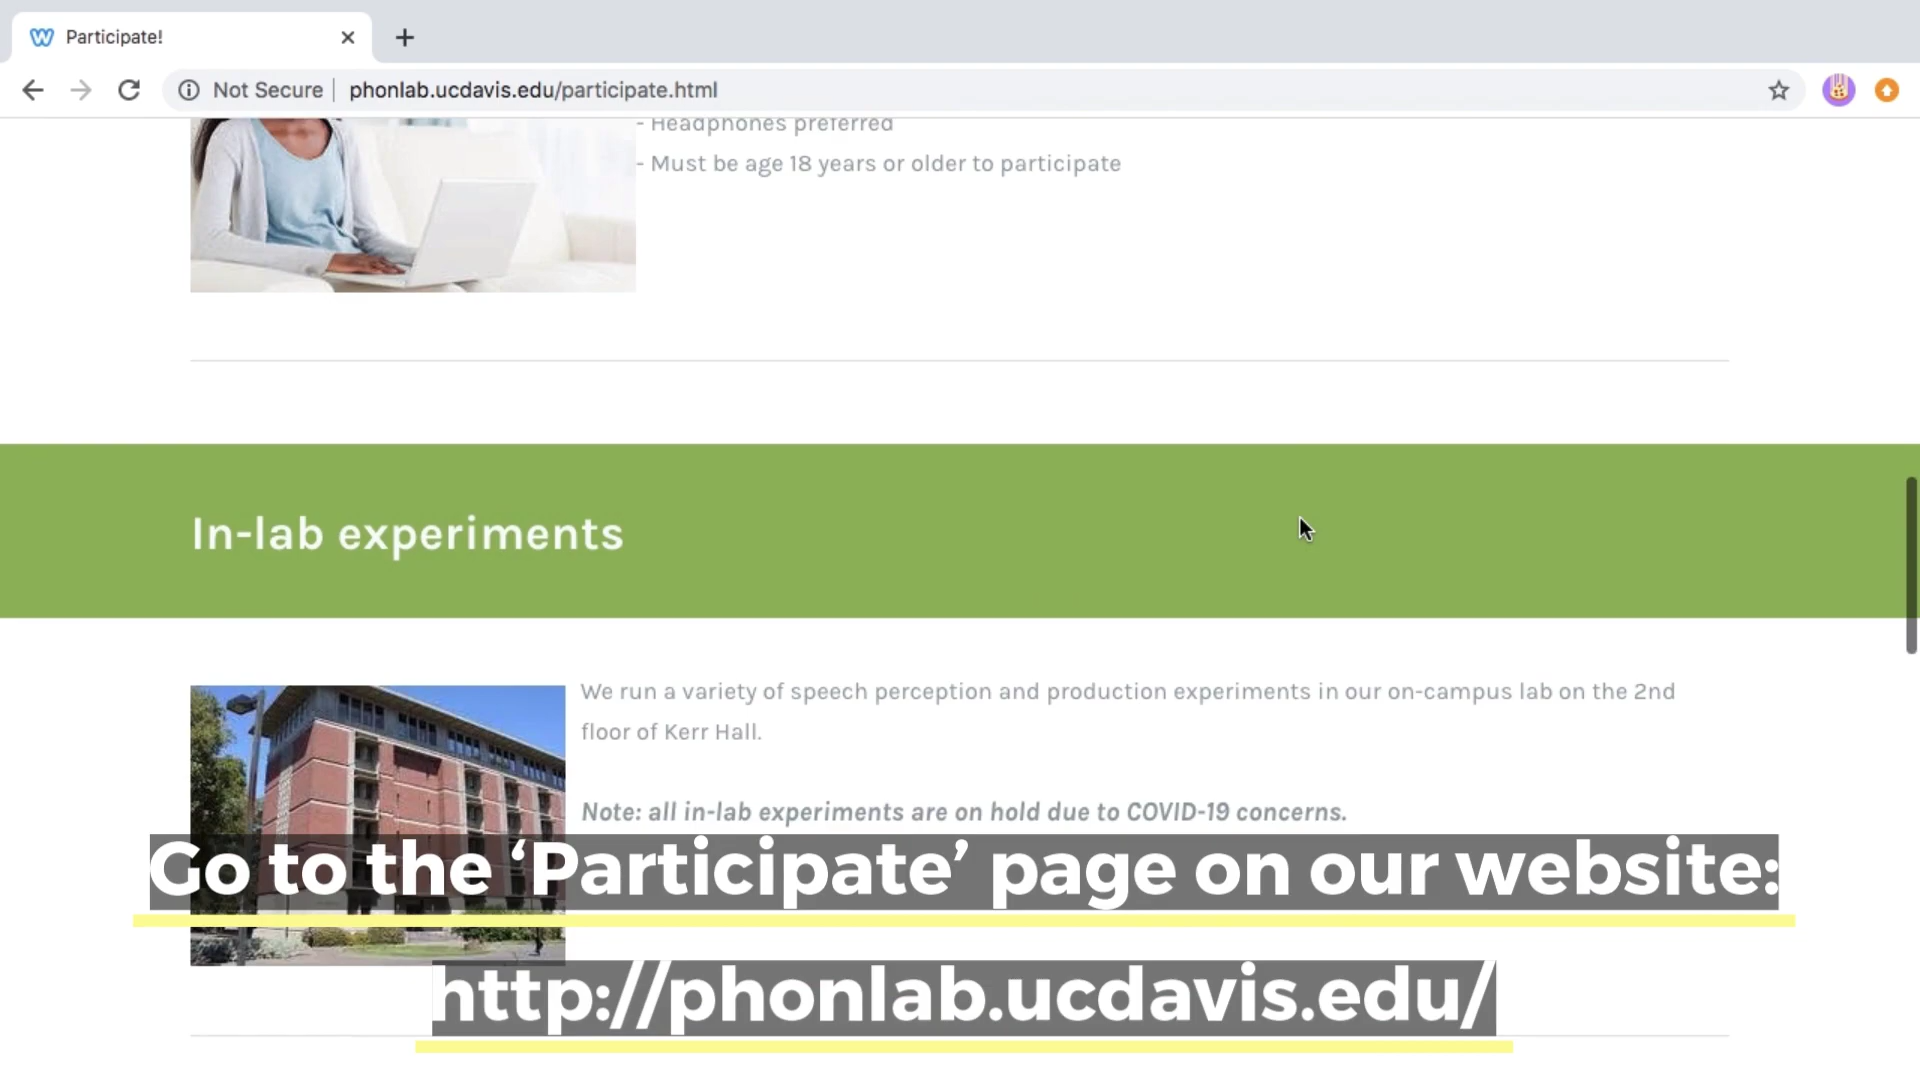 Participate!
Not Secure
phonlab.ucdavis.edu/participate.html
- Headphones preferred
- Must be age 18 years or older to participate
In-lab experiments
We run a variety of speech perception and production experiments in our on-campus lab on the 2nd
floor of Kerr Hall.
Note: all in-lab experiments are on hold due to COVID-19 concerns.
Go to the ‘Participate’ page on our website:
http://phonlab.ucdavis.edu/